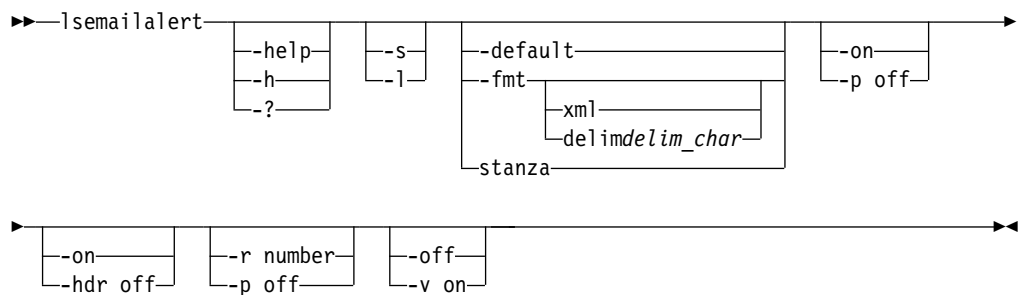 lsemailalert
-help
-h
-?
-s
-l
-default
-fmt
xml
delimdelim_char
stanza
-on
-p off
-on
-hdr off
-r number
-p off
-off
-v on